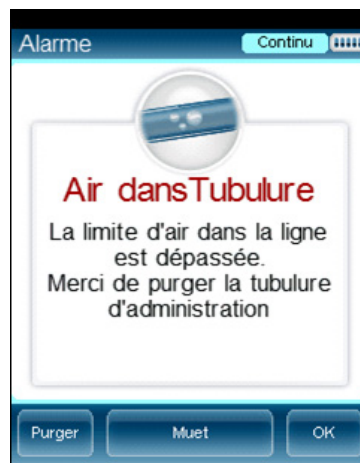 Alarme
Continu
Air dansTubulure
La limite d'air dans la ligne
est dépassée.
Merci de purger la tubulure
d'administration
Purger
Muet
OK